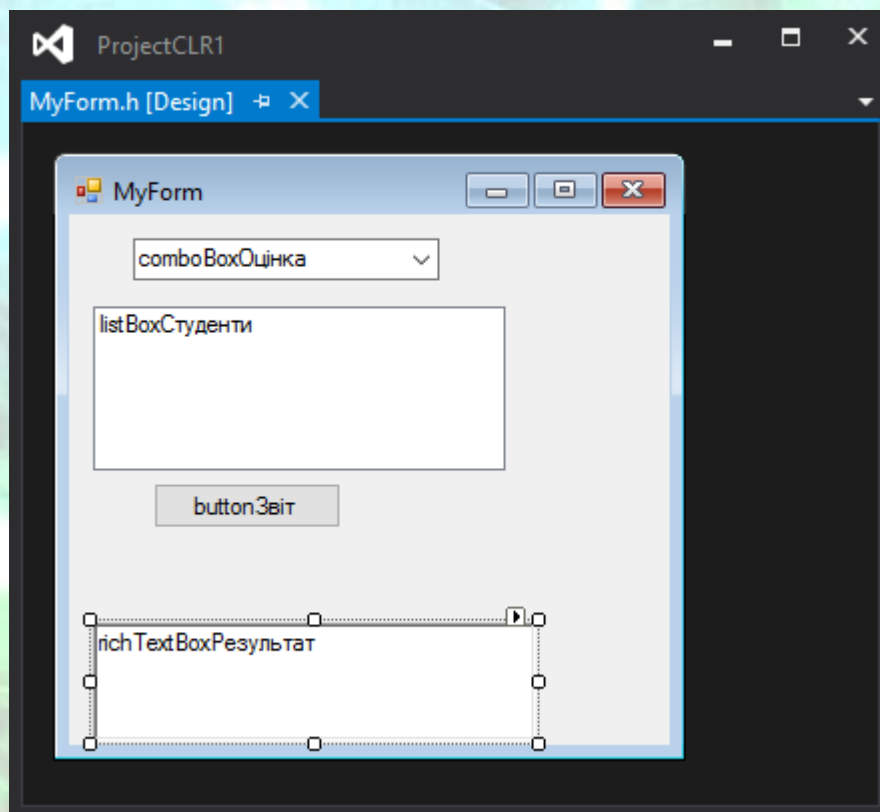 ProjectCLR1
MyForm.h [Design]
MyForm
comboBoxОцінка
listBoxСтуденти
buttonЗвіт
richTextBoxРезультат